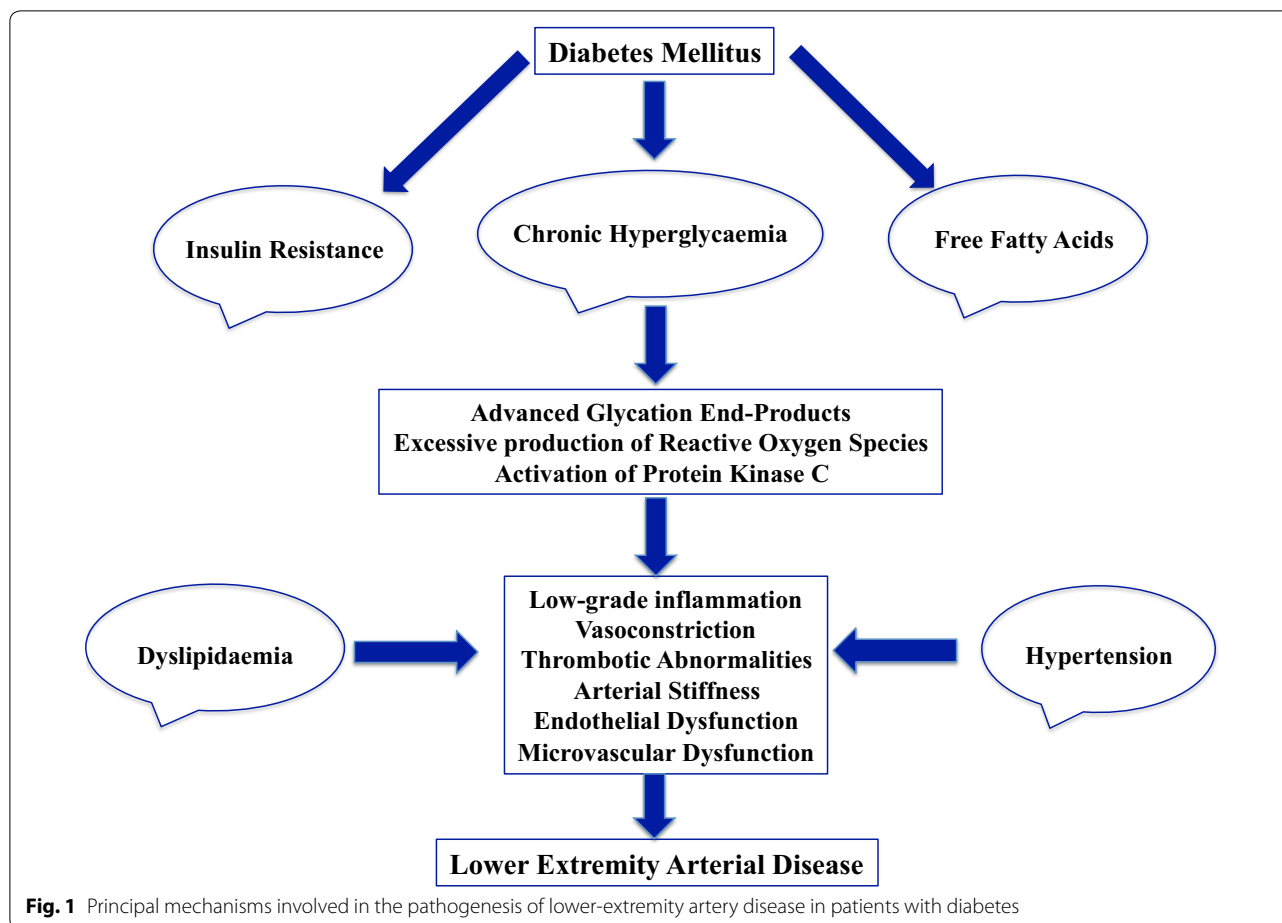 Diabetes Mellitus
Insulin Resistance
Chronic Hyperglycaemia
Free Fatty Acids
Advanced Glycation End-Products
Excessive production of Reactive Oxygen Species
Activation of Protein Kinase C
Dyslipidaemia
Low-grade inflammation
Vasoconstriction
Thrombotic Abnormalities
Arterial Stiffness
Endothelial Dysfunction
Microvascular Dysfunction
Hypertension
Lower Extremity Arterial Disease
Fig. 1 Principal mechanisms involved in the pathogenesis of lower-extremity artery disease in patients with diabetes